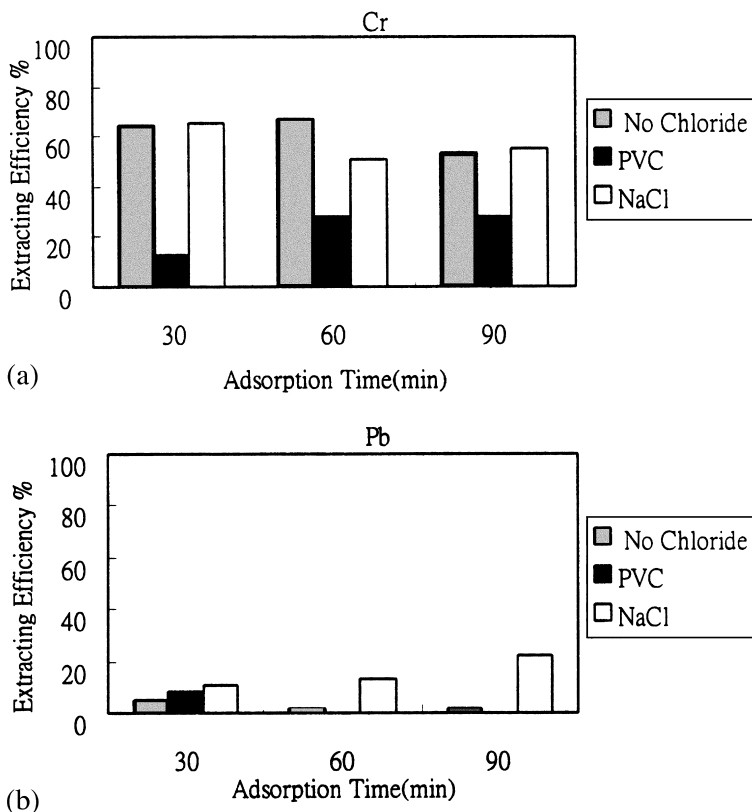 Cr
100
80
60
40
20
0
Extracting Efficiency %
30 60 90
Adsorption Time(min)
No Chloride
PVC
NaCl
(a)
Pb
100
80
60
40
20
0
Extracting Efficiency %
30 60 90
Adsorption Time(min)
No Chloride
PVC
NaCl
(b)